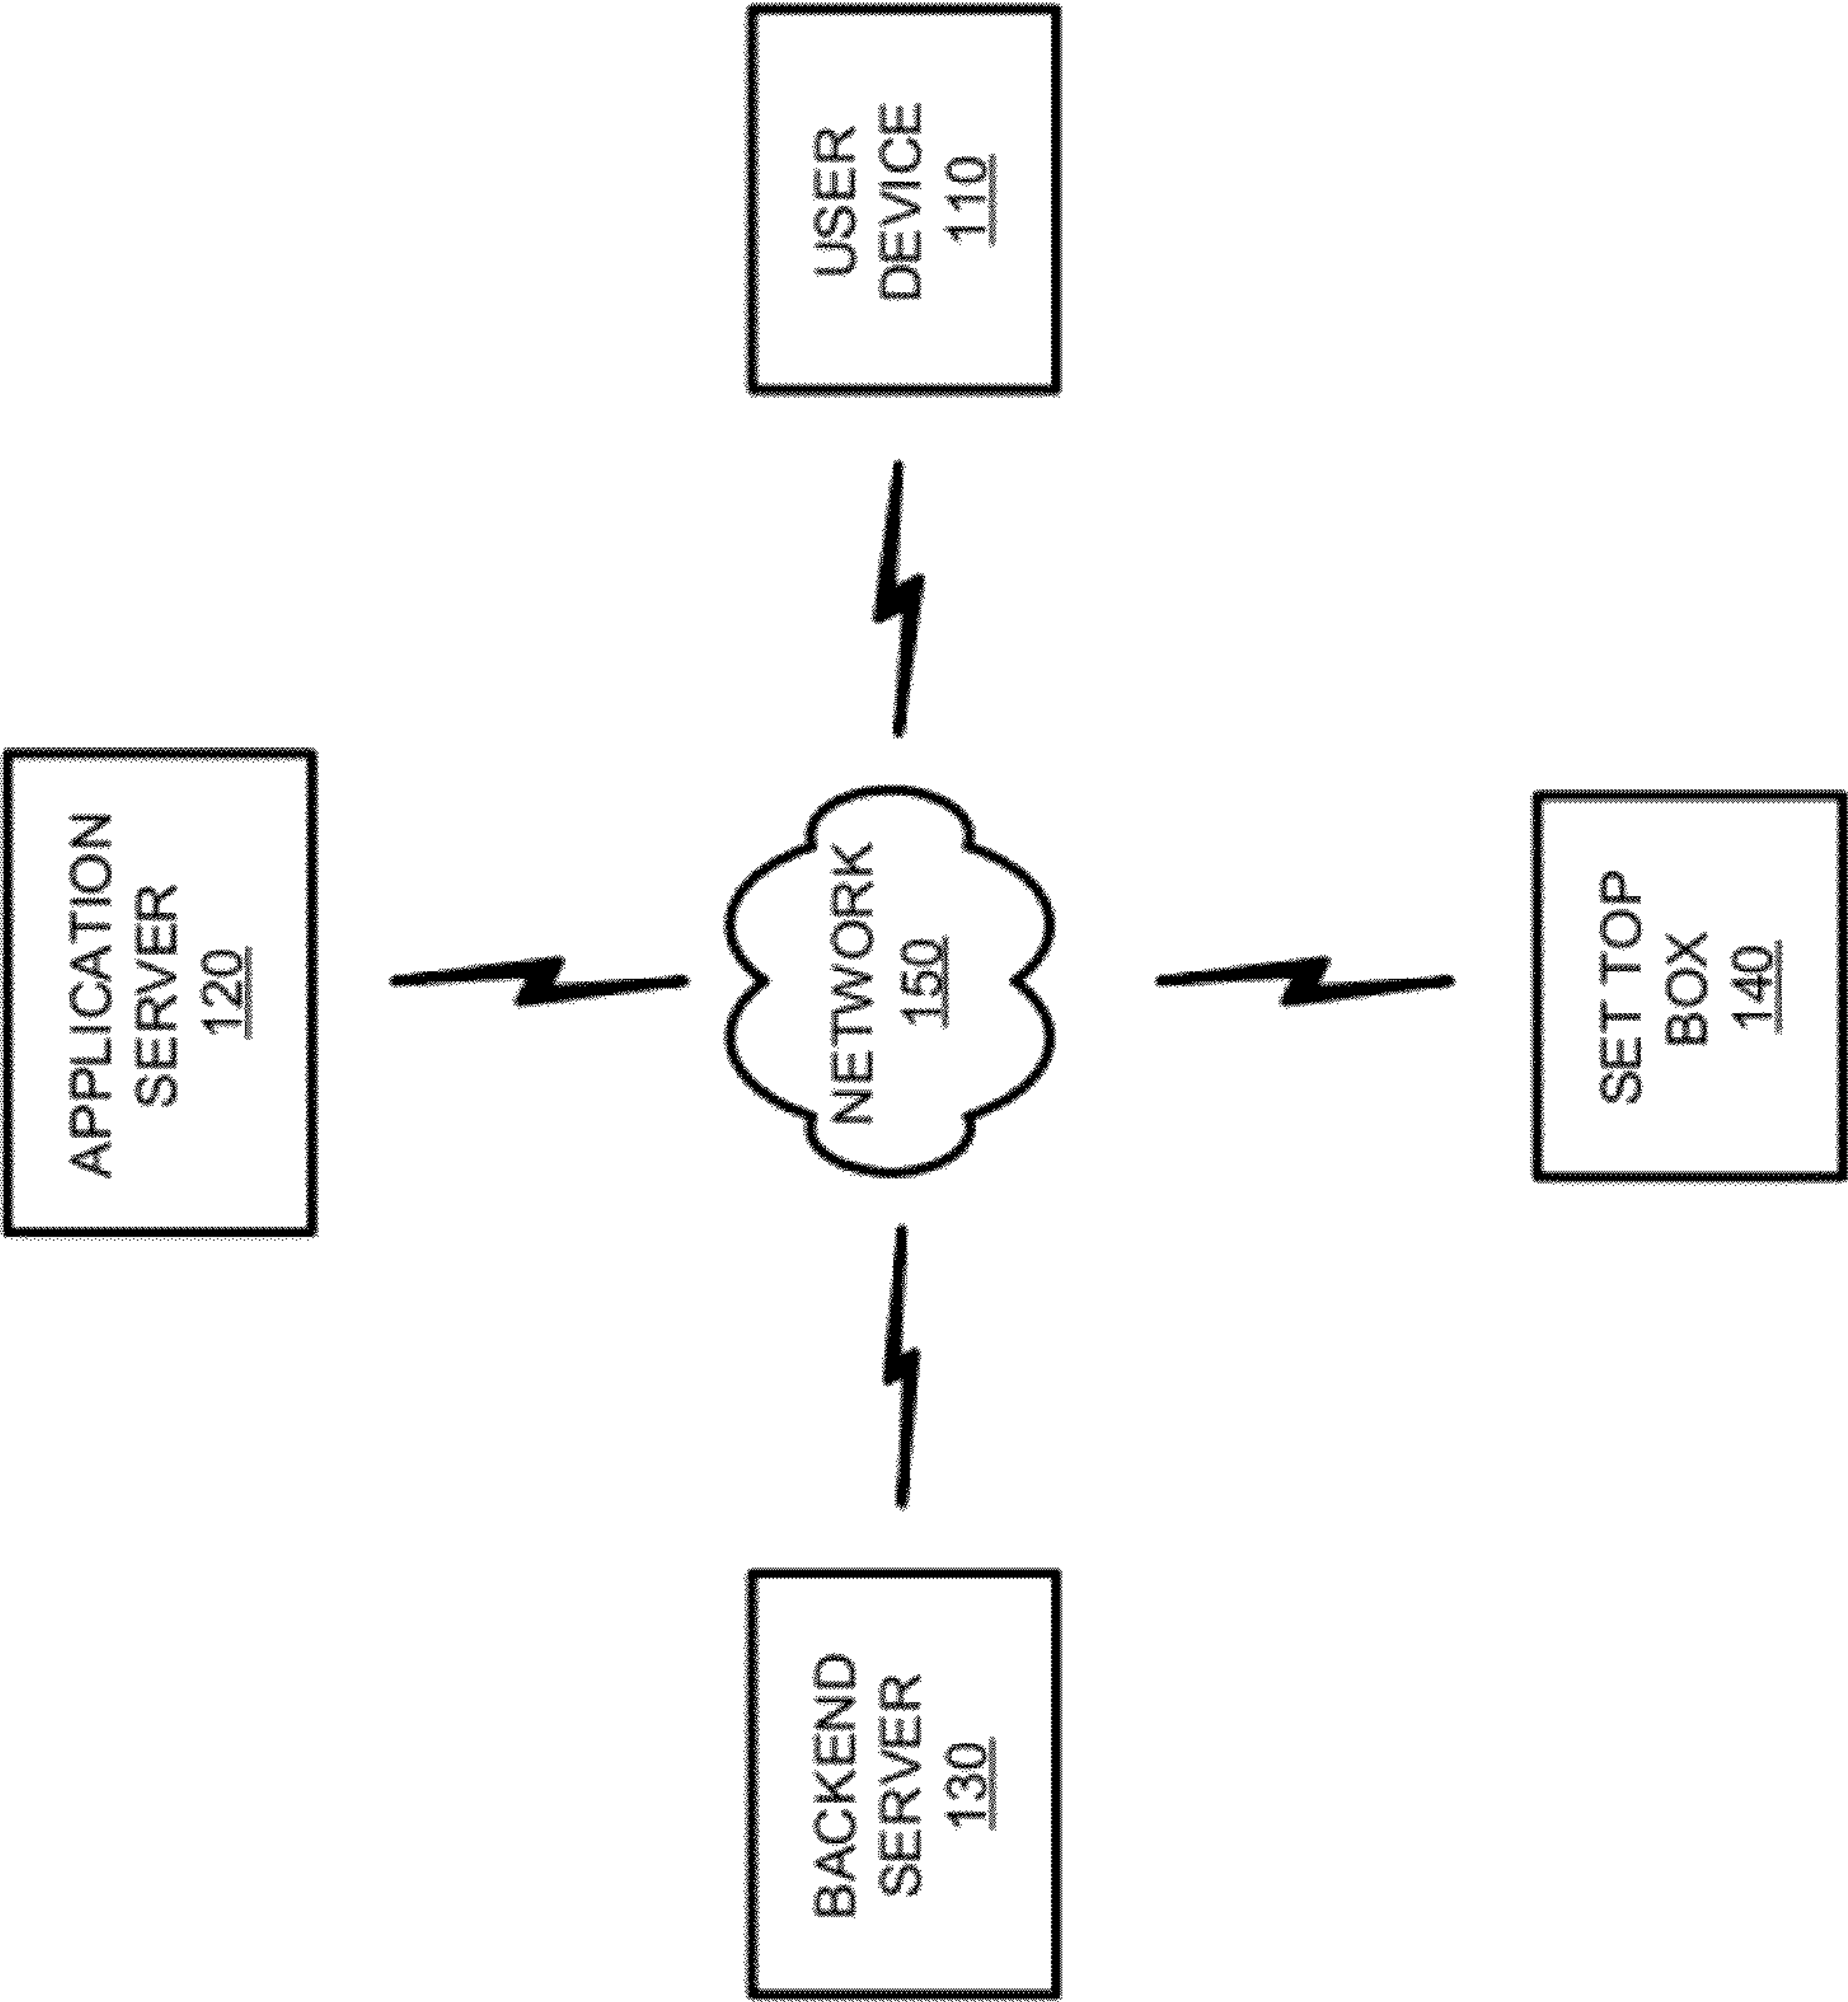 APPLICATION
SERVER
120
BACKEND
SERVER
130
NETWORK
150
USER
DEVICE
110
SET TOP
BOX
140